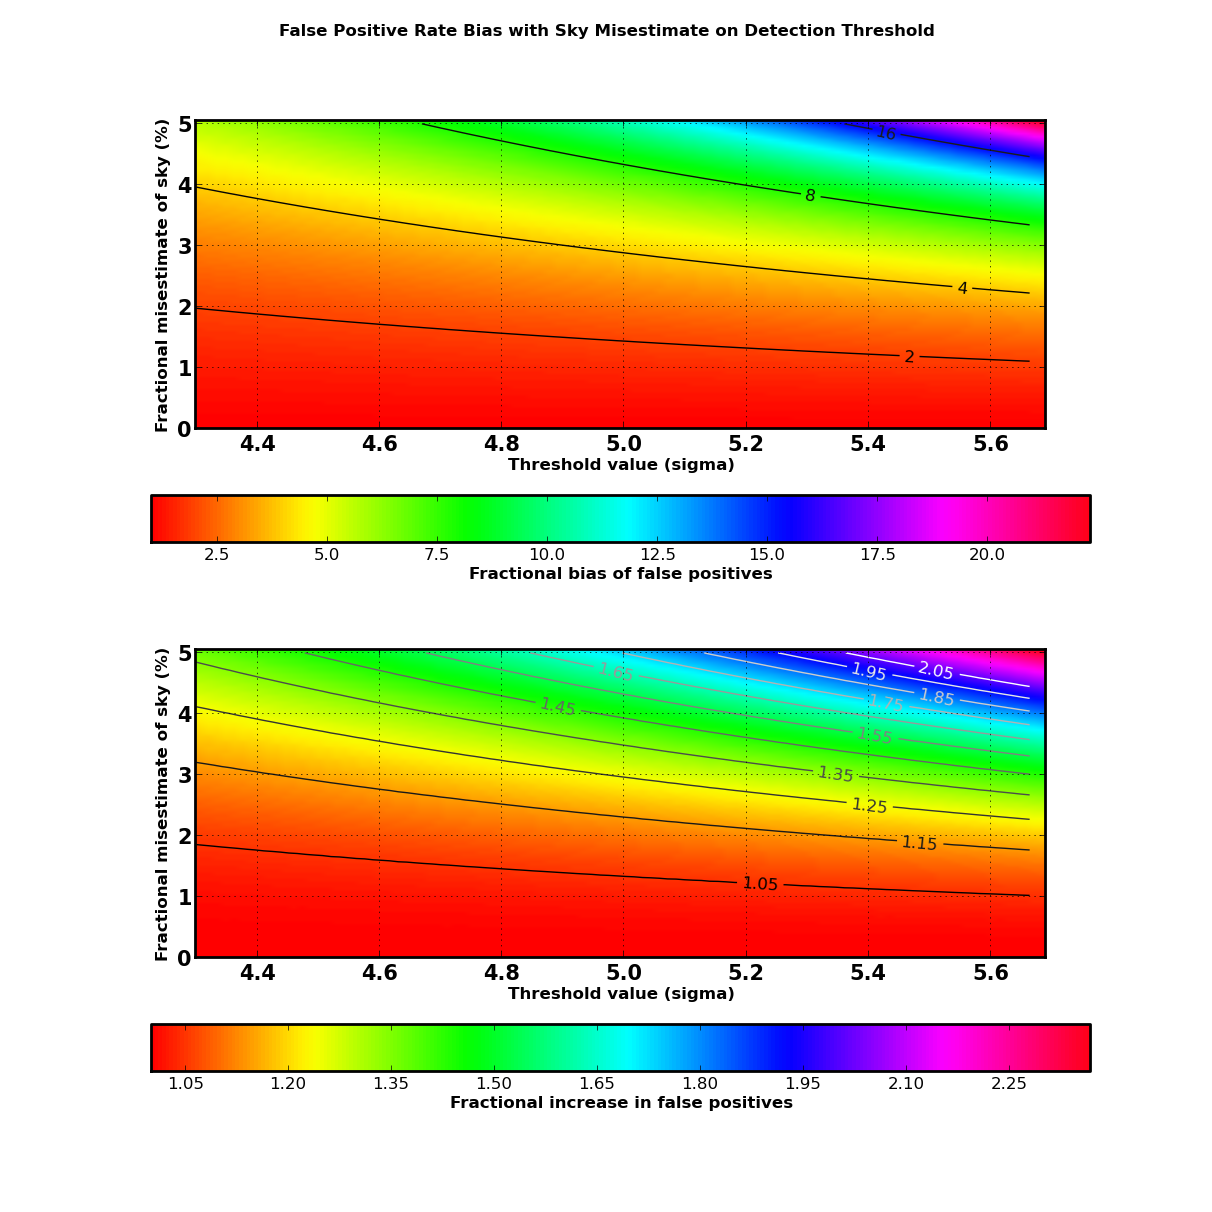 False Positive Rate Bias with Sky Misestimate on Detection Threshold
Fractional misestimate of sky (%)
5
4
3
2
1
0
16
8
4
2
4.4 4.6 4.8 5.0 5.2 5.4 5.6
Threshold value (sigma)
2.5 5.0 7.5 10.0 12.5 15.0 17.5 20.0
Fractional bias of false positives
Fractional misestimate of sky (%)
5
4
3
2
1
0
2.05
1.95
1.85
1.75
1.65
1.55
1.45
1.35
1.25
1.15
1.05
4.4 4.6 4.8 5.0 5.2 5.4 5.6
Threshold value (sigma)
1.05 1.20 1.35 1.50 1.65 1.80 1.95 2.10 2.25
Fractional increase in false positives